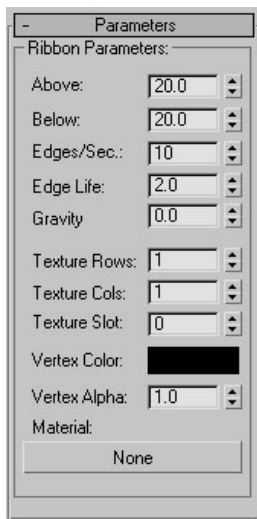 - Parameters
Ribbon Parameters:
Above: 20.0
Below: 20.0
Edges/Sec.: 10
Edge Life: 2.0
Gravity 0.0
Texture Rows: 1
Texture Cols: 1
Texture Slot: 0
Vertex Color:
Vertex Alpha: 1.0
Material:
None